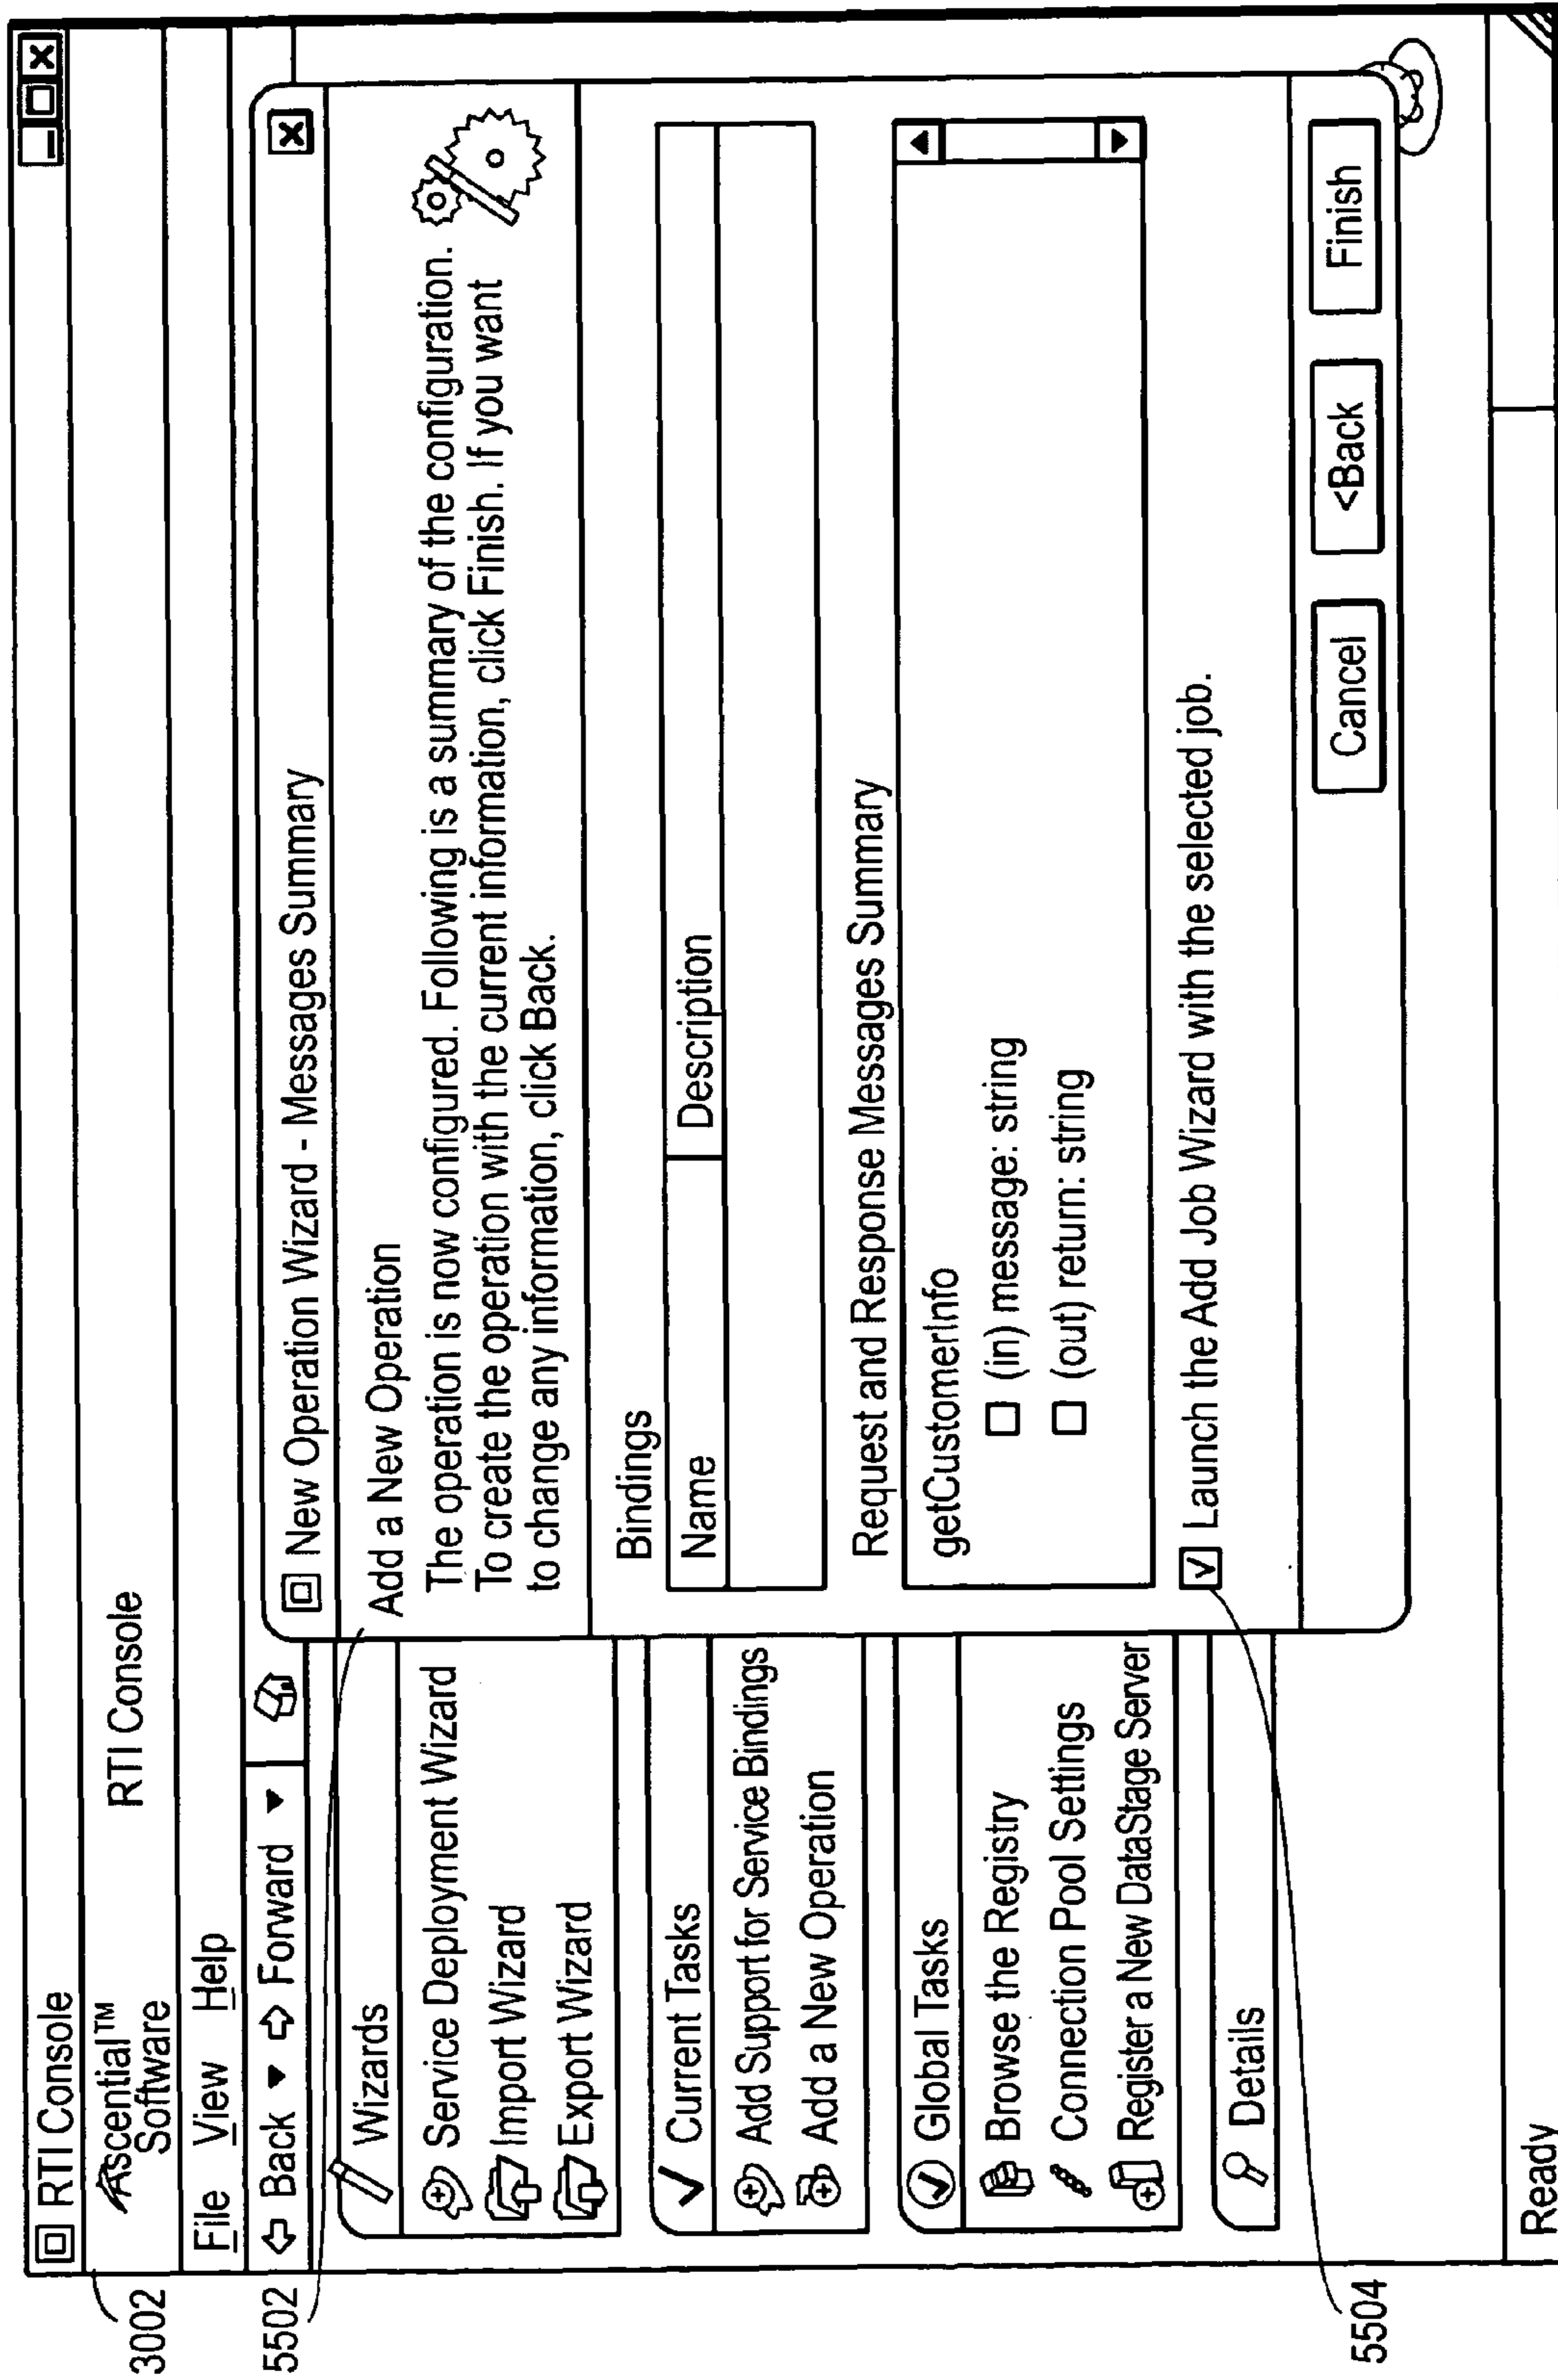 RTI Console
Ascential™
Software
RTI Console
File View Help
Back Forward
Wizards
Service Deployment Wizard
Import Wizard
Export Wizard
Current Tasks
Add Support for Service Bindings
Add a New Operation
Global Tasks
Browse the Registry
Connection Pool Settings
Register a New DataStage Server
Details
Ready
New Operation Wizard - Messages Summary
Add a New Operation
The operation is now configured. Following is a summary of the configuration.
To create the operation with the current information, click Finish. If you want
to change any information, click Back.
Bindings
Name Description
Request and Response Messages Summary
getCustomerInfo
(in) message: string
(out) return: string
Launch the Add Job Wizard with the selected job.
Cancel <Back Finish
3002
5502
5504